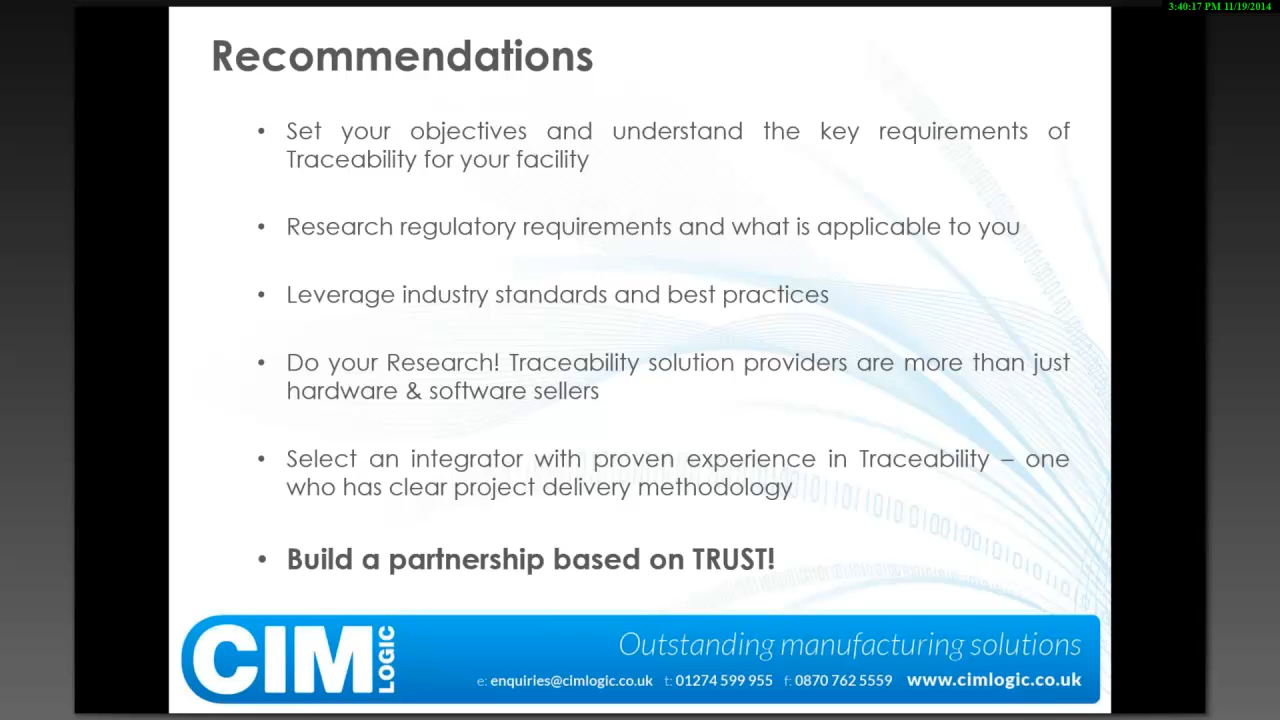 3:40:17 PM 11/19/2014
Recommendations
• Set your objectives and understand the key requirements of
Traceability for your facility
• Research regulatory requirements and what is applicable to you
• Leverage industry standards and best practices
• Do your Research! Traceability solution providers are more than just
hardware & software sellers
• Select an integrator with proven experience in Traceability – one
who has clear project delivery methodology
• Build a partnership based on TRUST!
CIM LOGIC
Outstanding manufacturing solutions
e: enquiries@cimlogic.co.uk t: 01274 599 955 f: 0870 762 5559 www.cimlogic.co.uk